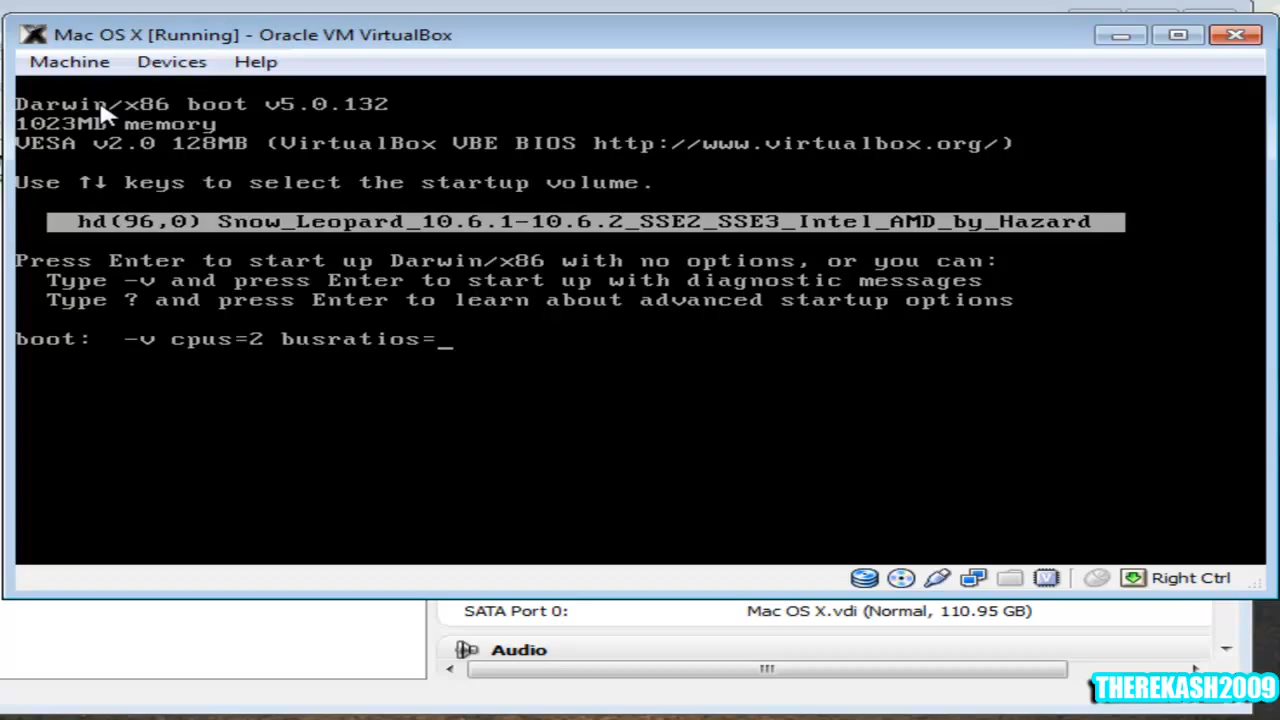 Mac OS X [Running] - Oracle VM VirtualBox
Machine Devices Help
Darwin/x86 boot v5.0.132
1023MB memory
VESA v2.0 128MB (VirtualBox VBE BIOS http://www.virtualbox.org/)
Use ↑↓ keys to select the startup volume.
hd(96,0) Snow_Leopard_10.6.1-10.6.2_SSE2_SSE3_Intel_AMD_by_Hazard
Press Enter to start up Darwin/x86 with no options, or you can:
Type -v and press Enter to start up with diagnostic messages
Type ? and press Enter to learn about advanced startup options
boot: -v cpus=2 busratios=_
Right Ctrl
SATA Port 0: Mac OS X.vdi (Normal, 110.95 GB)
Audio
THEREKASH2009